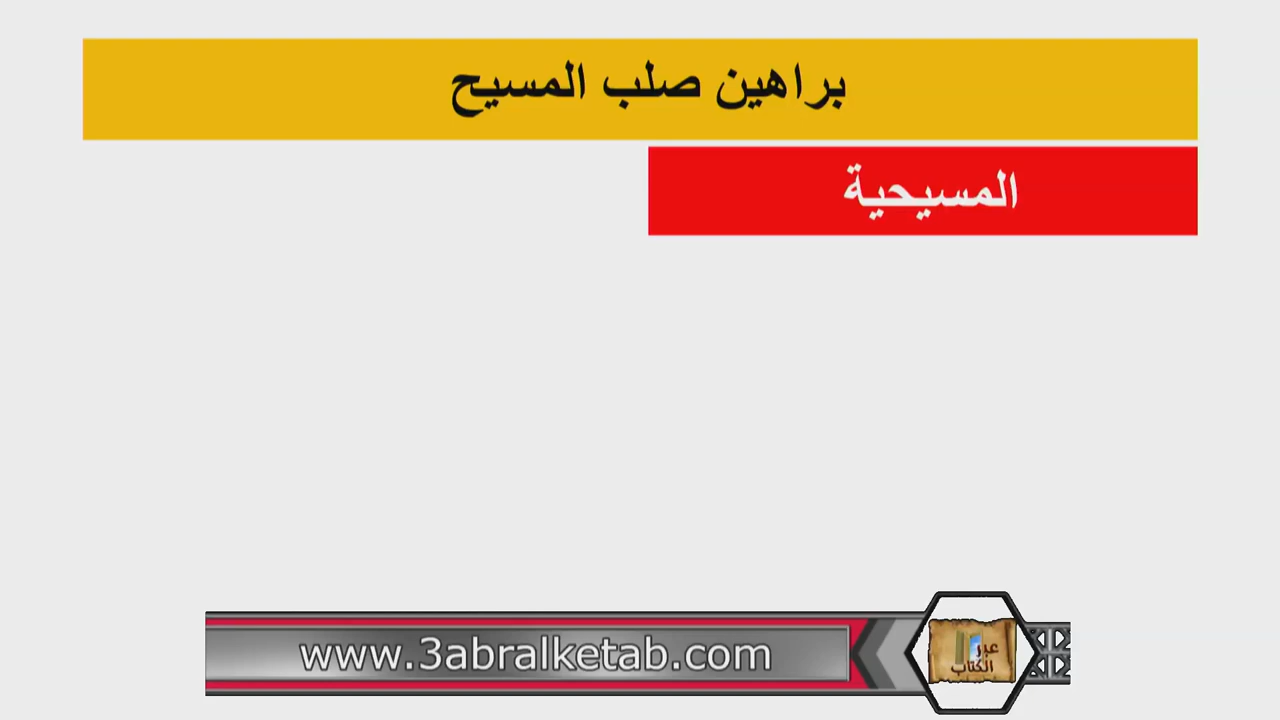 براهين صلب المسيح
المسيحية
www.3abralketab.com
عبر
الكتاب